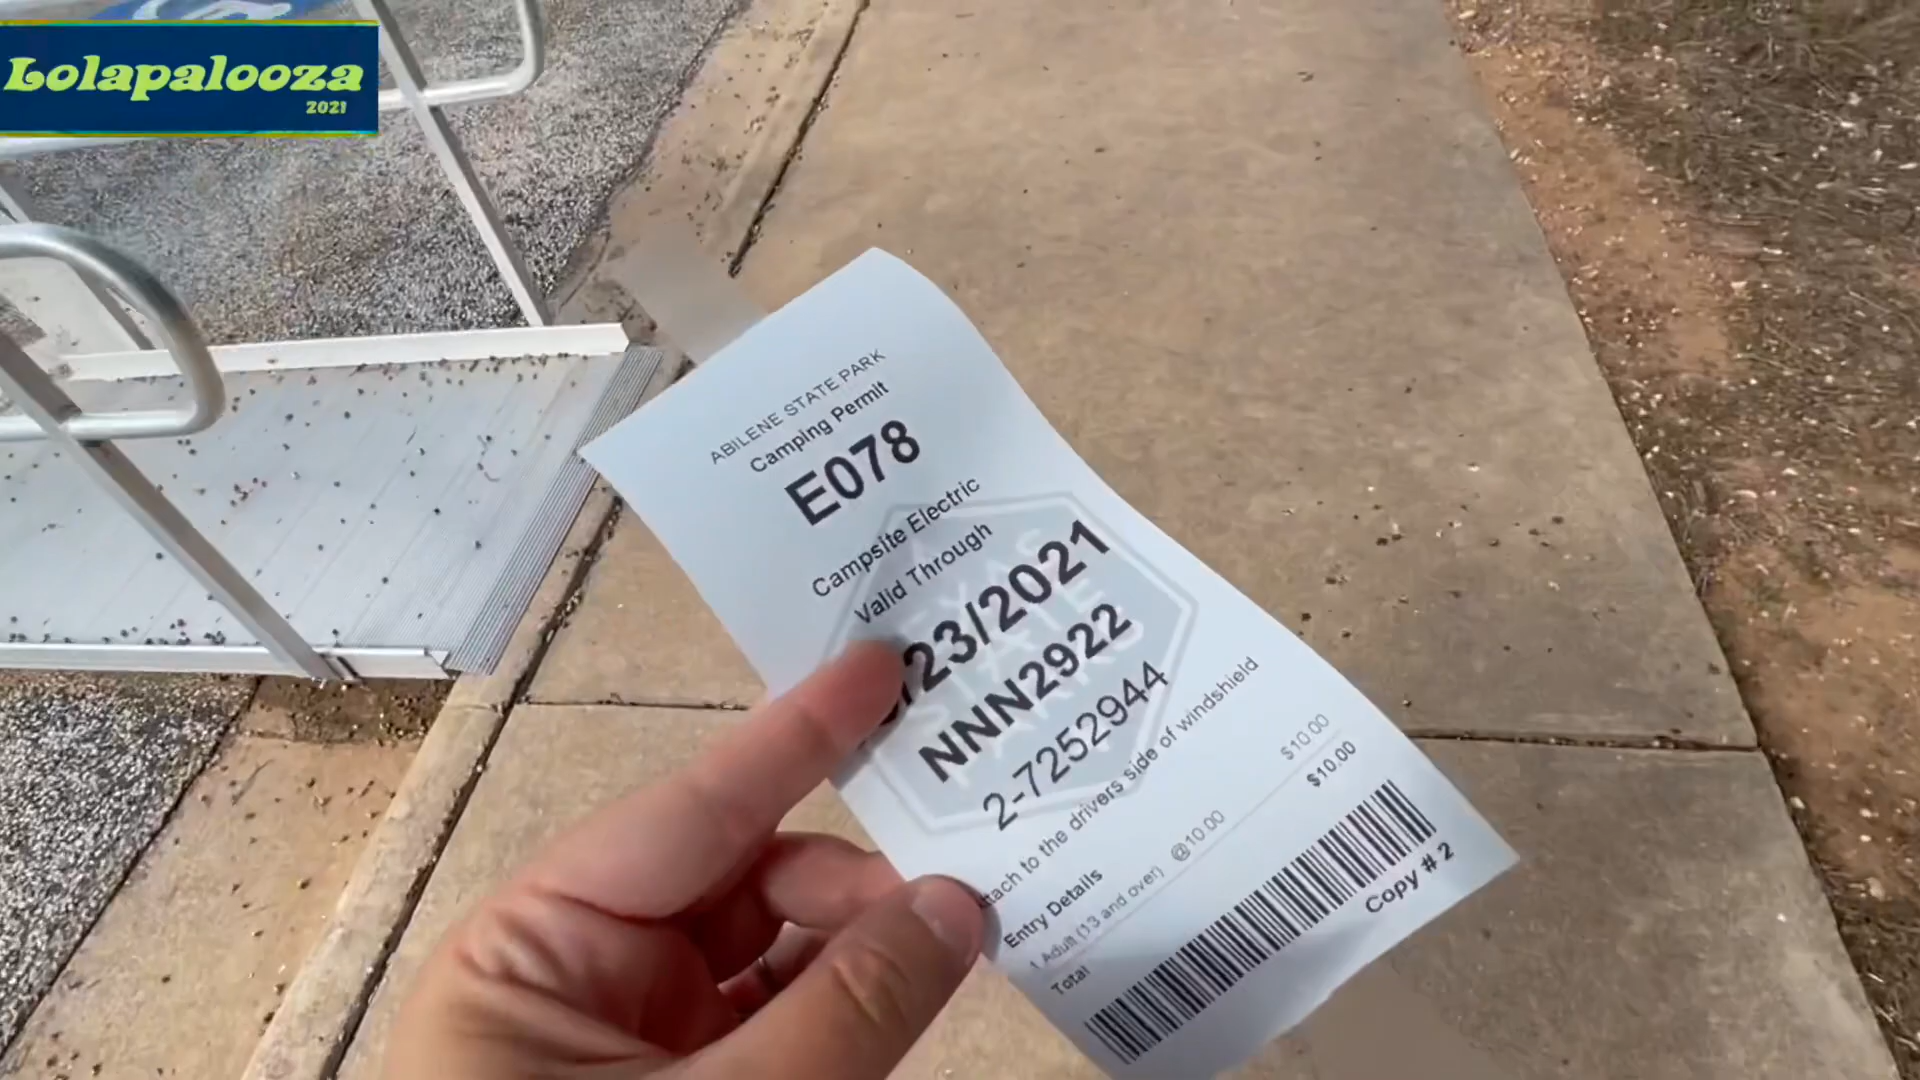 Lolapalooza
2021
ABILENE STATE PARK
Camping Permit
E078
Campsite Electric
Valid Through
/23/2021
NNN2922
2-7252944
to the drivers side of windshield
Entry Details
1 Adult (13 and over) @10.00 $10.00
Total $10.00
Copy # 2